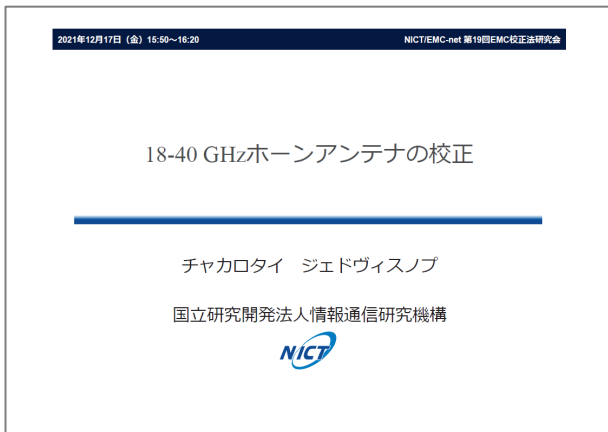 2021年12月17日（金）15:50～16:20 NICT/EMC-net 第19回EMC校正法研究会
18-40 GHzホーンアンテナの校正
チャカロタイ　ジェドヴィスノプ
国立研究開発法人情報通信研究機構
NICT